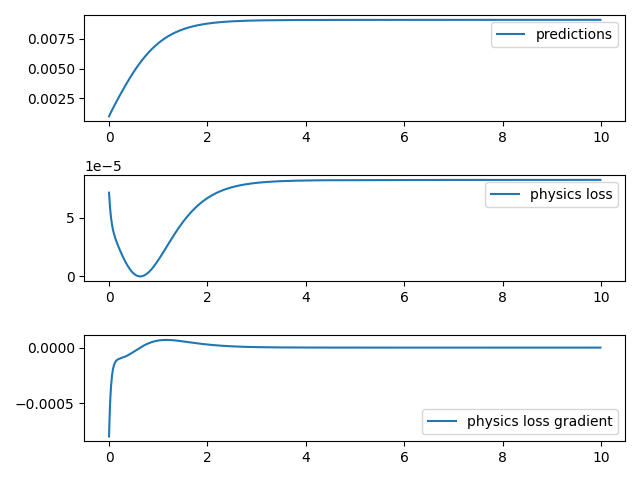 0.0075
0.0050
0.0025
predictions
0 2 4 6 8 10
1e−5
5
0
physics loss
0 2 4 6 8 10
0.0000
−0.0005
physics loss gradient
0 2 4 6 8 10